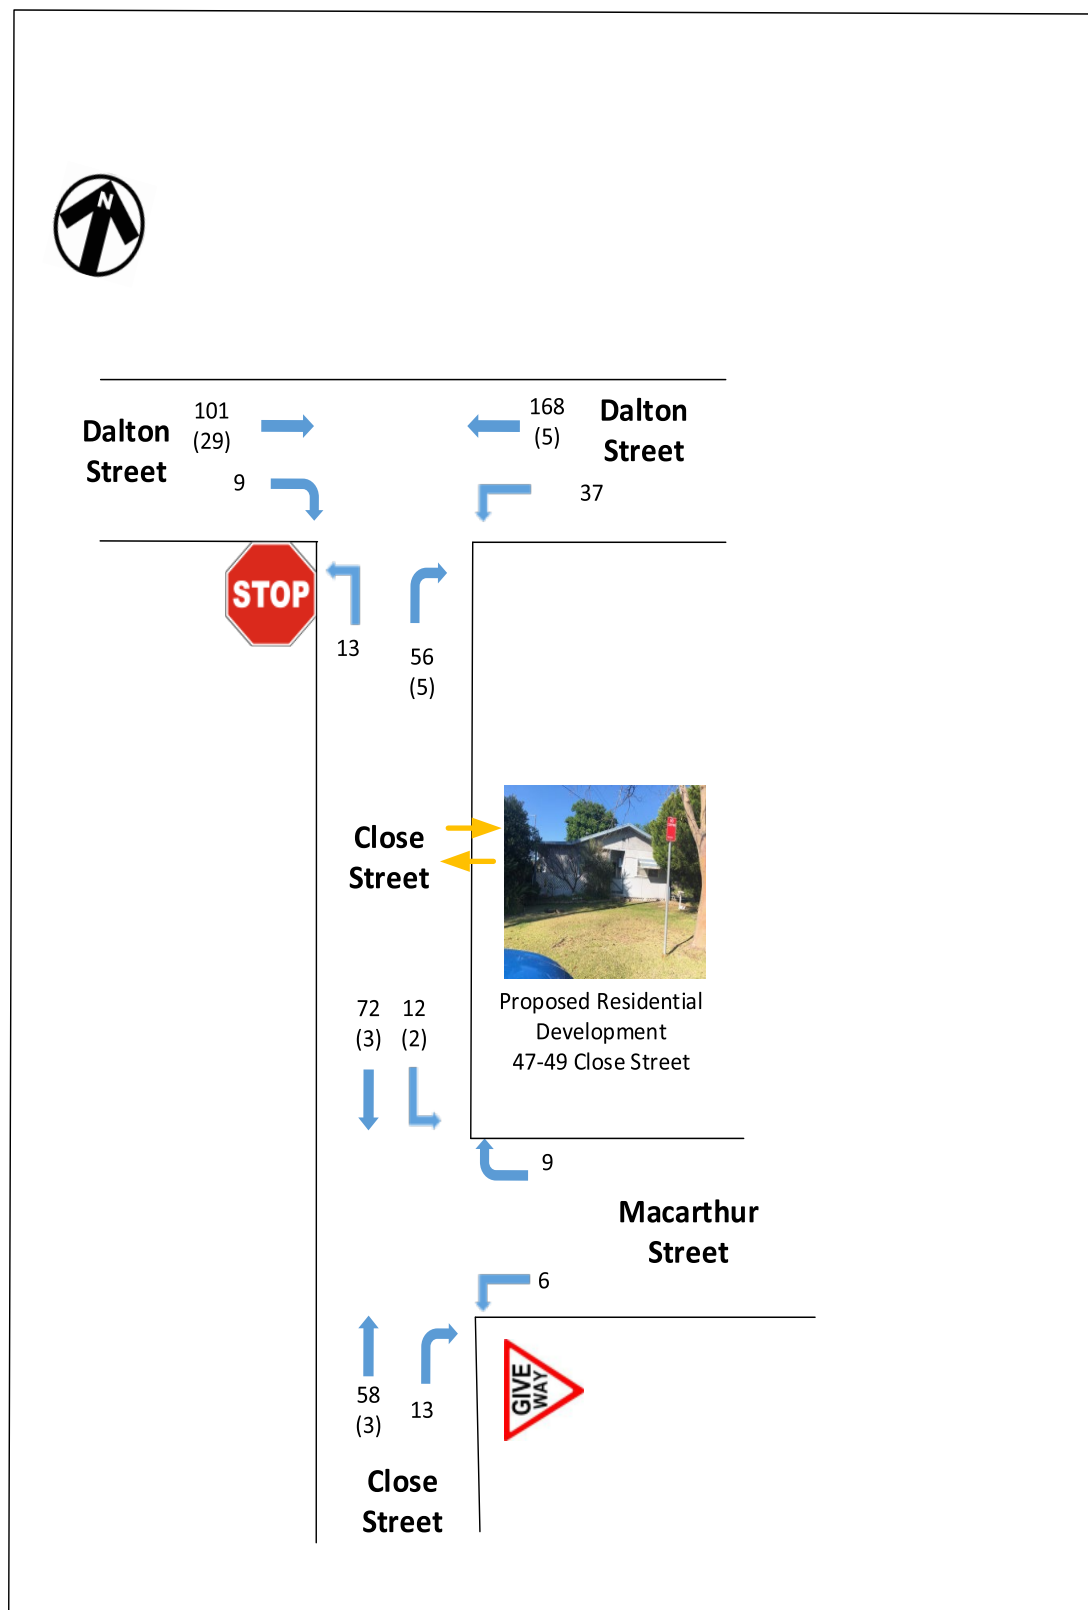 N
101
(29)
Dalton
Street
9
168
(5)
Dalton
Street
37
STOP
13
56
(5)
Close
Street
Proposed Residential
Development
47-49 Close Street
72
(3)
12
(2)
9
Macarthur
Street
6
58
(3)
13
GIVE
WAY
Close
Street